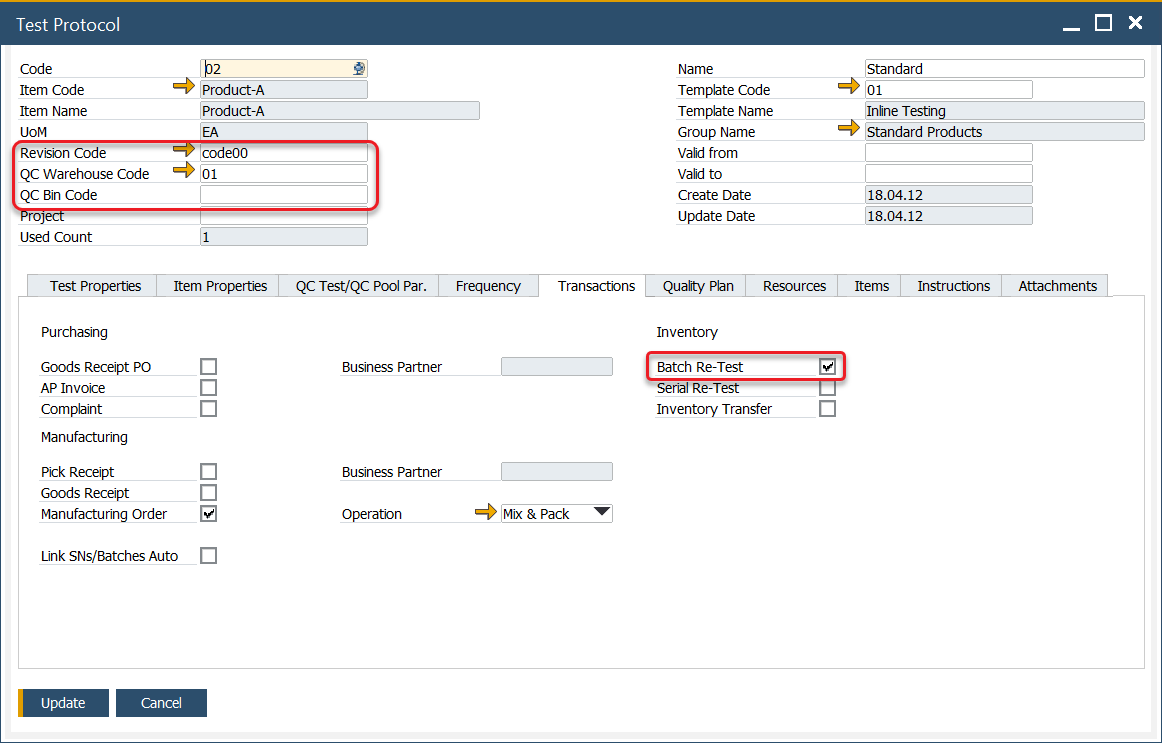 Test Protocol
Code 02 Name Standard
Item Code Product-A Template Code 01
Item Name Product-A Template Name Inline Testing
UoM EA Group Name Standard Products
Revision Code code00 Valid from
QC Warehouse Code 01 Valid to
QC Bin Code Create Date 18.04.12
Project Update Date 18.04.12
Used Count 1
Test Properties Item Properties QC Test/QC Pool Par. Frequency Transactions Quality Plan Resources Items Instructions Attachments
Purchasing Inventory
Goods Receipt PO Business Partner Batch Re-Test
AP Invoice Serial Re-Test
Complaint Inventory Transfer
Manufacturing
Pick Receipt Business Partner
Goods Receipt
Manufacturing Order Operation Mix & Pack
Link SNs/Batches Auto
Update Cancel